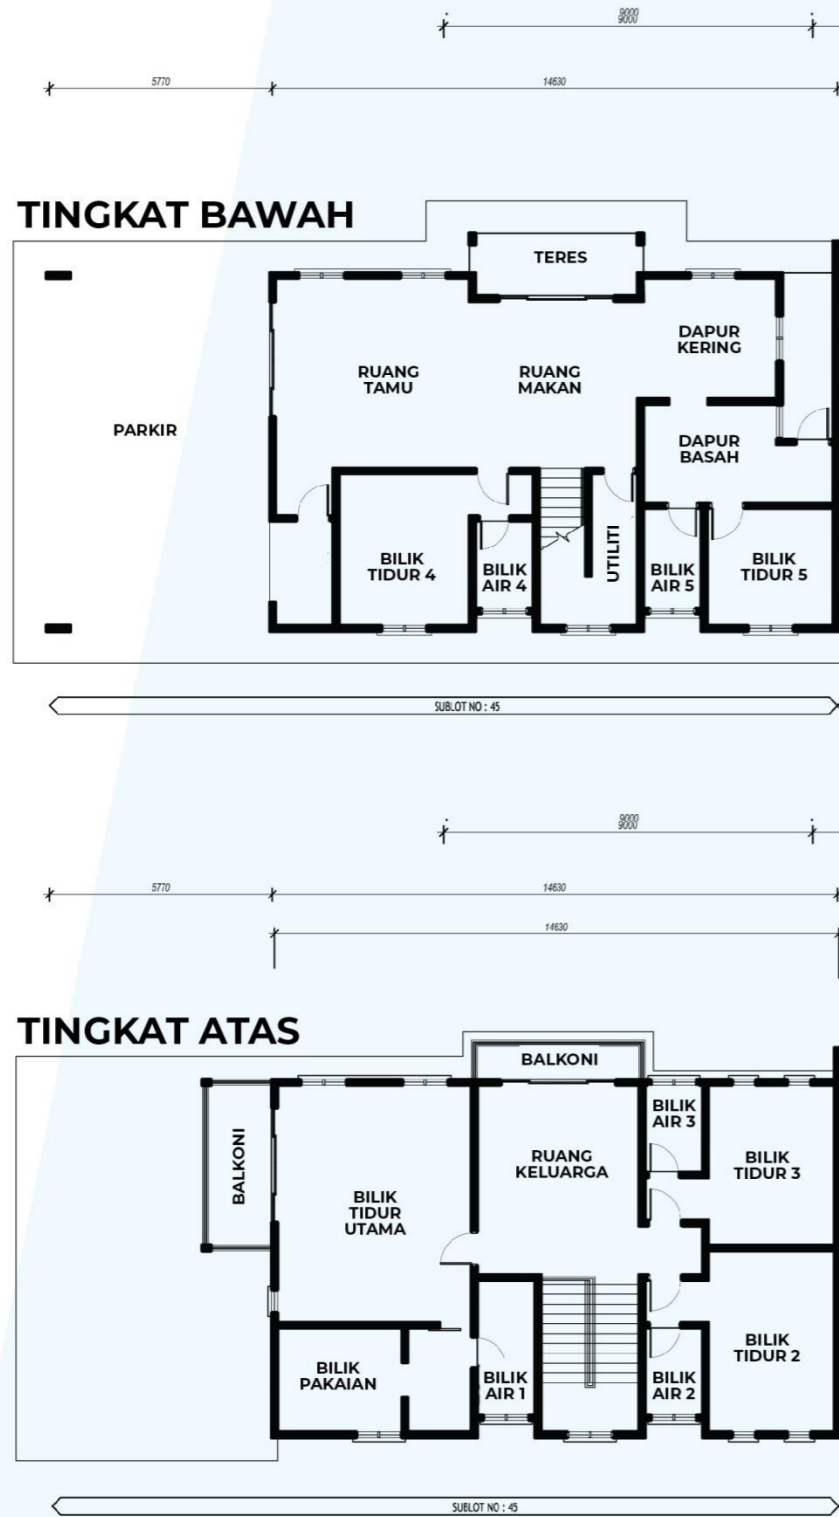 9000
9000
5770
14630
TINGKAT BAWAH
TERES
DAPUR
KERING
RUANG
TAMU
RUANG
MAKAN
PARKIR
DAPUR
BASAH
BILIK
TIDUR 4
BILIK
AIR 4
UTILITI
BILIK
AIR 5
BILIK
TIDUR 5
SUBLOT NO : 45
9000
9000
5770
14630
14630
TINGKAT ATAS
BALKONI
BILIK
AIR 3
BALKONI
RUANG
KELUARGA
BILIK
TIDUR 3
BILIK
TIDUR
UTAMA
BILIK
PAKAIAN
BILIK
AIR 1
BILIK
AIR 2
BILIK
TIDUR 2
SUBLOT NO : 45